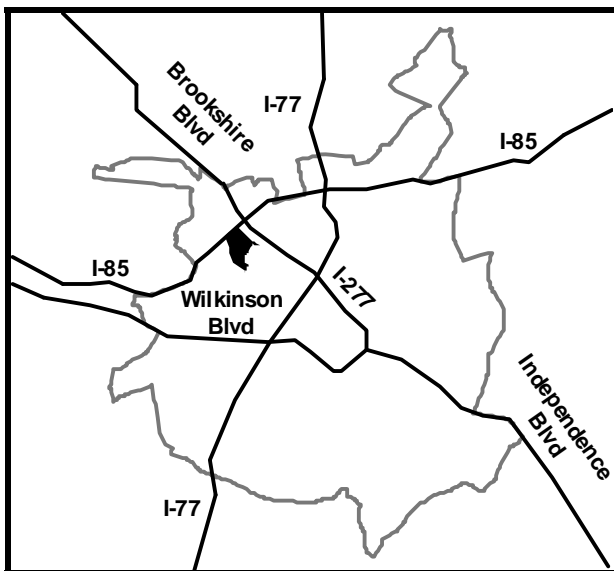 Brookshire
Blvd
I-77
I-85
I-85
Wilkinson
Blvd
I-277
Independence
Blvd
I-77